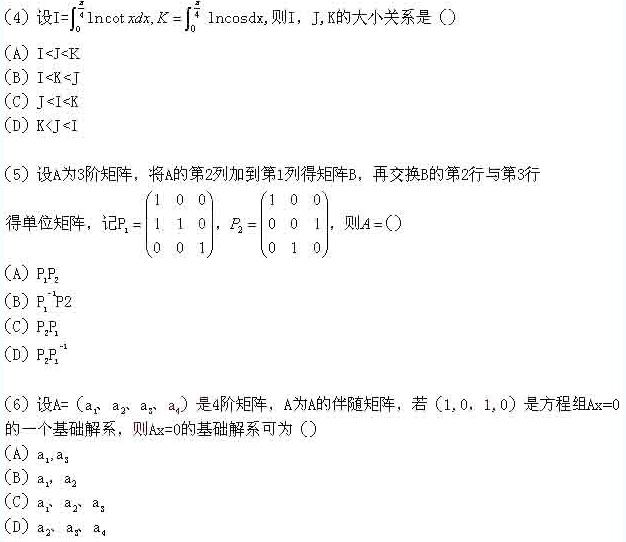 (4) 设I=∫₀^{π/4} lncot xdx, K = ∫₀^{π/4} lncosdx,则I，J,K的大小关系是（）
(A) I<J<K
(B) I<K<J
(C) J<I<K
(D) K<J<I
(5) 设A为3阶矩阵，将A的第2列加到第1列得矩阵B，再交换B的第2行与第3行
得单位矩阵，记P₁ = (1 0 0; 1 1 0; 0 0 1)，P₂ = (1 0 0; 0 0 1; 0 1 0)，则A=（）
(A) P₁P₂
(B) P₁⁻¹P2
(C) P₂P₁
(D) P₂P₁⁻¹
(6) 设A=（a₁、a₂、a₃、a₄）是4阶矩阵，A为A的伴随矩阵，若（1,0，1,0）是方程组Ax=0
的一个基础解系，则Ax=0的基础解系可为（）
(A) a₁,a₃
(B) a₁，a₂
(C) a₁、a₂、a₃
(D) a₂、a₃、a₄